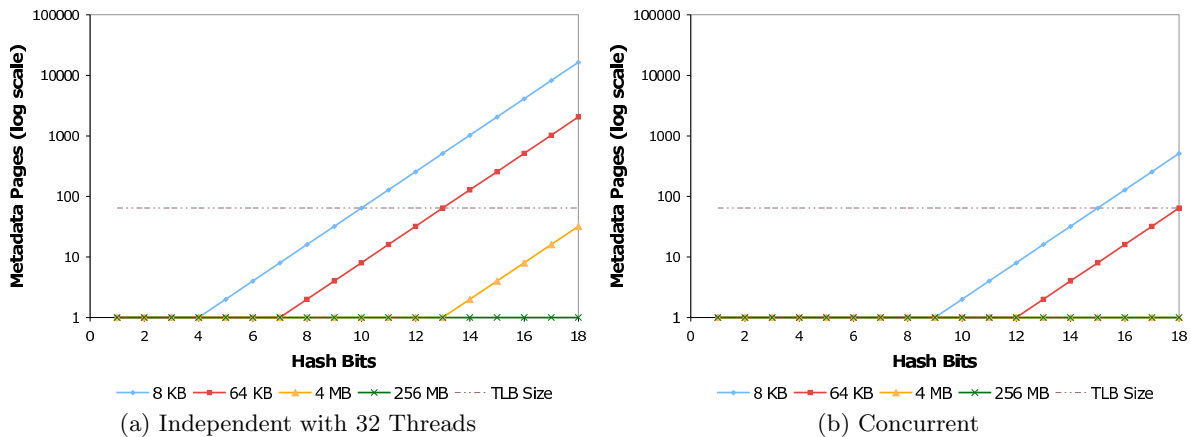 100000
10000
1000
100
10
1
0 2 4 6 8 10 12 14 16 18
Metadata Pages (log scale)
Hash Bits
8 KB 64 KB 4 MB 256 MB TLB Size
(a) Independent with 32 Threads
100000
10000
1000
100
10
1
0 2 4 6 8 10 12 14 16 18
Metadata Pages (log scale)
Hash Bits
8 KB 64 KB 4 MB 256 MB TLB Size
(b) Concurrent